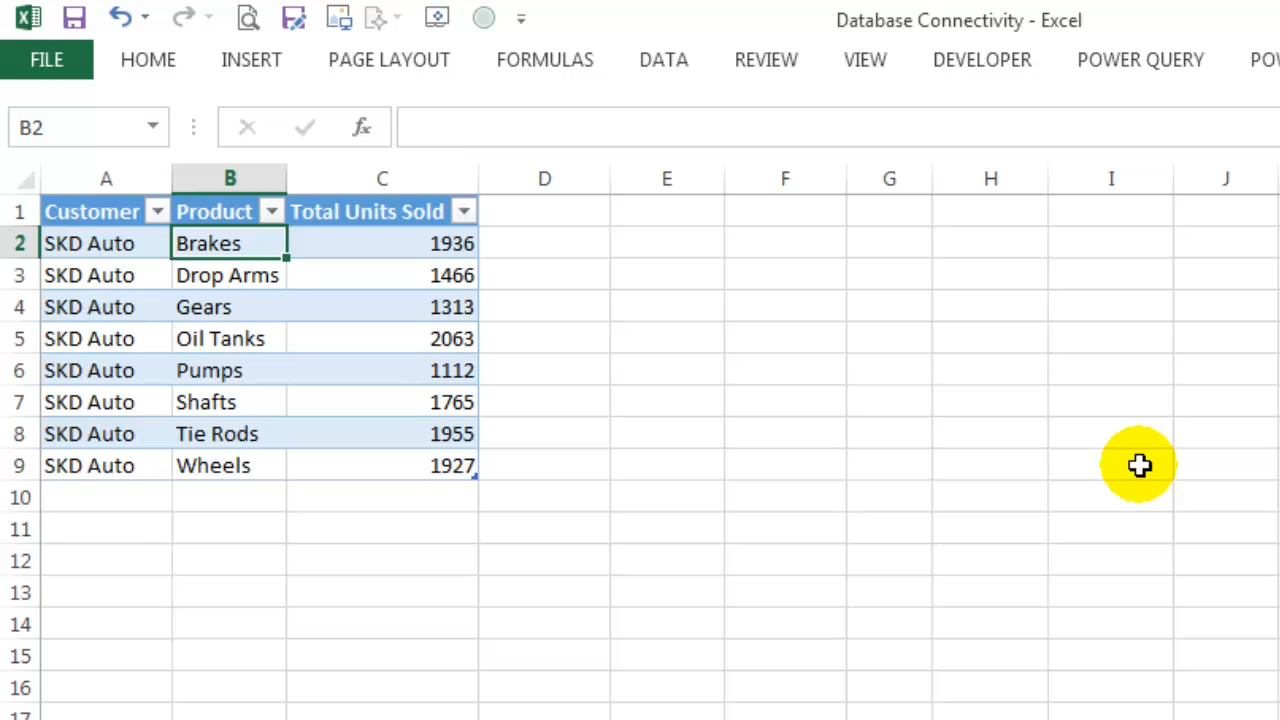 Database Connectivity - Excel
FILE HOME INSERT PAGE LAYOUT FORMULAS DATA REVIEW VIEW DEVELOPER POWER QUERY PO
B2 fx
A B C D E F G H I J
1 Customer Product Total Units Sold
2 SKD Auto Brakes 1936
3 SKD Auto Drop Arms 1466
4 SKD Auto Gears 1313
5 SKD Auto Oil Tanks 2063
6 SKD Auto Pumps 1112
7 SKD Auto Shafts 1765
8 SKD Auto Tie Rods 1955
9 SKD Auto Wheels 1927
10
11
12
13
14
15
16
17